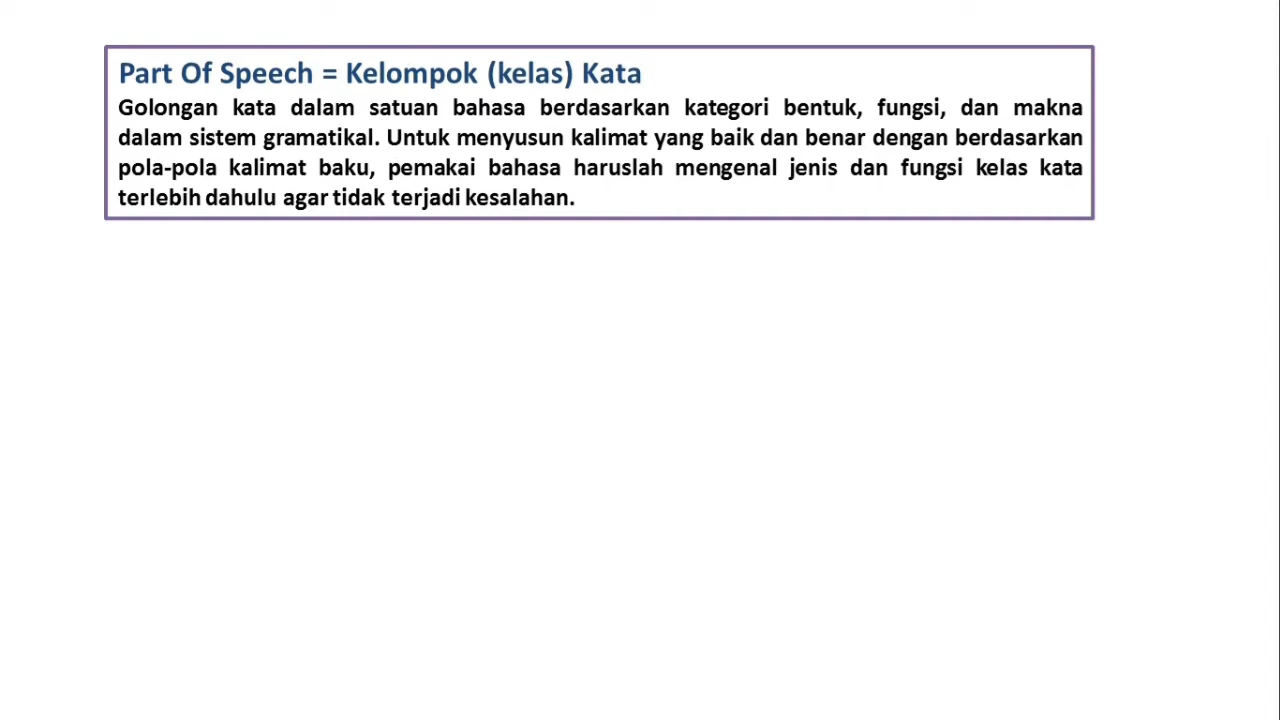 Part Of Speech = Kelompok (kelas) Kata
Golongan kata dalam satuan bahasa berdasarkan kategori bentuk, fungsi, dan makna
dalam sistem gramatikal. Untuk menyusun kalimat yang baik dan benar dengan berdasarkan
pola-pola kalimat baku, pemakai bahasa haruslah mengenal jenis dan fungsi kelas kata
terlebih dahulu agar tidak terjadi kesalahan.